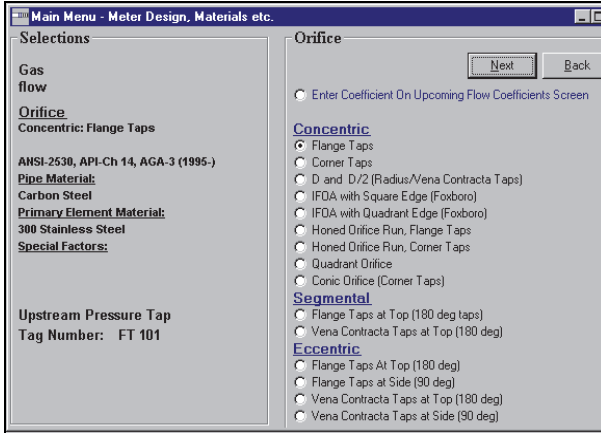 Main Menu - Meter Design, Materials etc.
Selections
Gas
flow
Orifice
Concentric: Flange Taps
ANSI-2530, API-Ch 14, AGA-3 (1995-)
Pipe Material:
Carbon Steel
Primary Element Material:
300 Stainless Steel
Special Factors:
Upstream Pressure Tap
Tag Number: FT 101
Orifice
Next Back
Enter Coefficient On Upcoming Flow Coefficients Screen
Concentric
Flange Taps
Corner Taps
D and D/2 (Radius/Vena Contracta Taps)
IFOA with Square Edge (Foxboro)
IFOA with Quadrant Edge (Foxboro)
Honed Orifice Run, Flange Taps
Honed Orifice Run, Corner Taps
Quadrant Orifice
Conic Orifice (Corner Taps)
Segmental
Flange Taps at Top (180 deg taps)
Vena Contracta Taps at Top (180 deg)
Eccentric
Flange Taps At Top (180 deg)
Flange Taps at Side (90 deg)
Vena Contracta Taps at Top (180 deg)
Vena Contracta Taps at Side (90 deg)